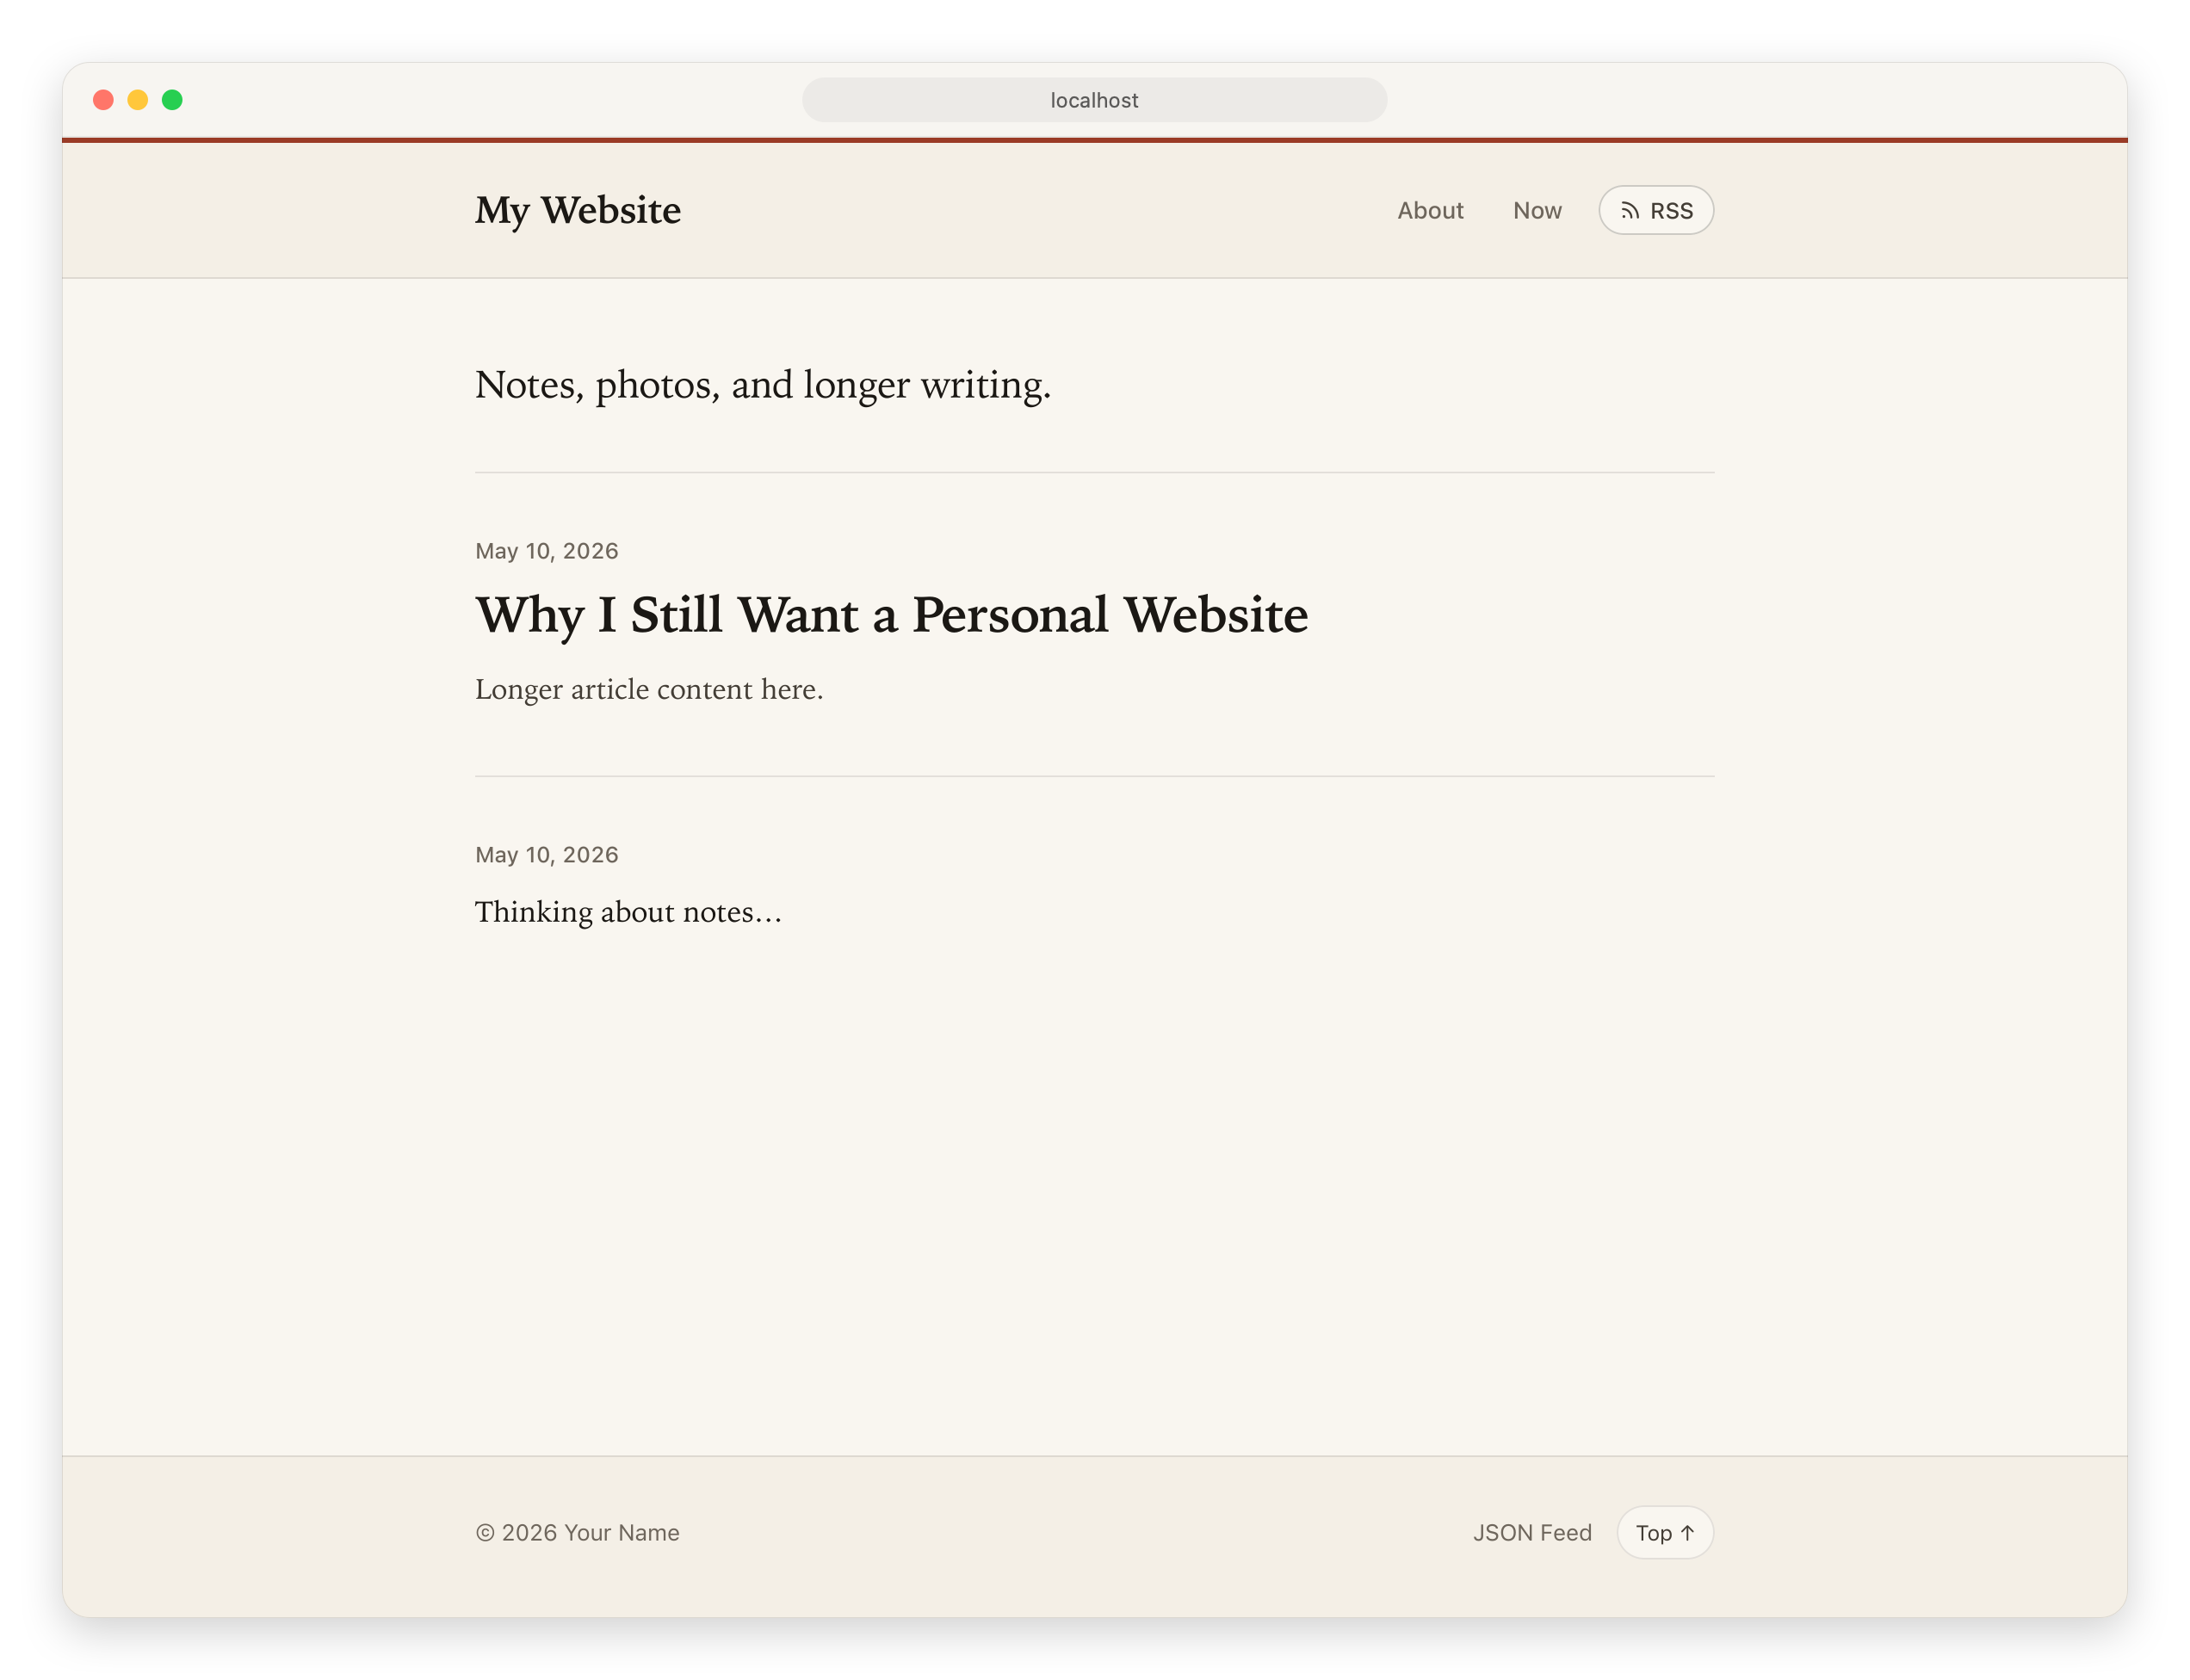 localhost
My Website
About Now RSS
Notes, photos, and longer writing.
May 10, 2026
Why I Still Want a Personal Website
Longer article content here.
May 10, 2026
Thinking about notes…
© 2026 Your Name
JSON Feed Top ↑